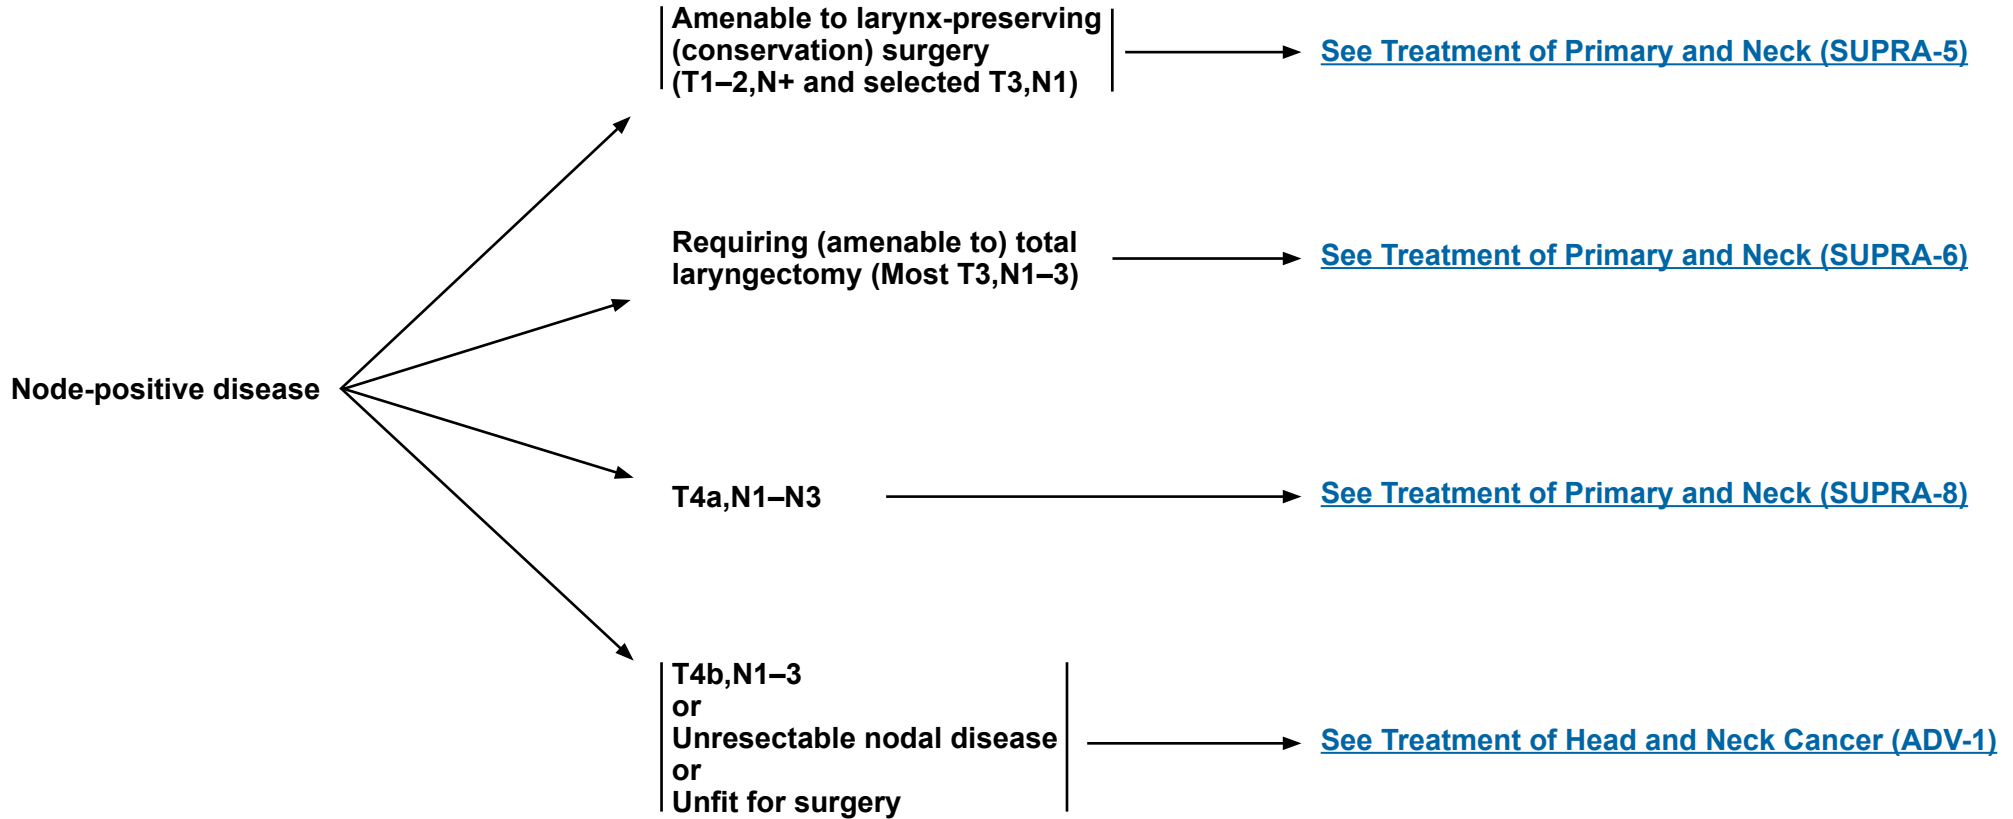 Amenable to larynx-preserving
(conservation) surgery
(T1–2,N+ and selected T3,N1)
See Treatment of Primary and Neck (SUPRA-5)
Requiring (amenable to) total
laryngectomy (Most T3,N1–3)
See Treatment of Primary and Neck (SUPRA-6)
Node-positive disease
T4a,N1–N3
See Treatment of Primary and Neck (SUPRA-8)
T4b,N1–3
or
Unresectable nodal disease
or
Unfit for surgery
See Treatment of Head and Neck Cancer (ADV-1)